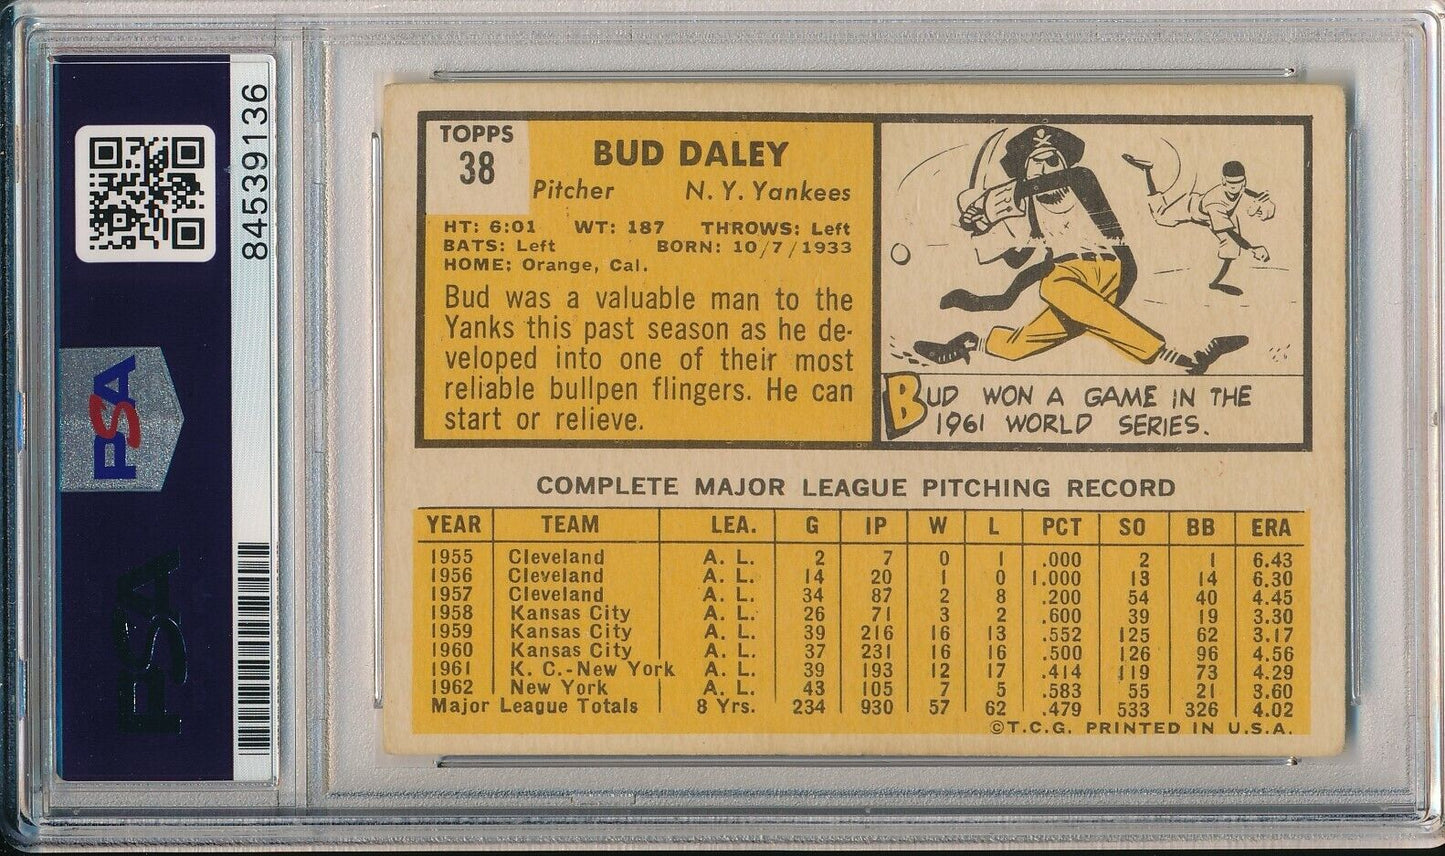 84539136
PSA
PSA
TOPPS
38
BUD DALEY
Pitcher N. Y. Yankees
HT: 6:01 WT: 187 THROWS: Left
BATS: Left BORN: 10/7/1933
HOME: Orange, Cal.
Bud was a valuable man to the
Yanks this past season as he de-
veloped into one of their most
reliable bullpen flingers. He can
start or relieve.
BUD WON A GAME IN THE
1961 WORLD SERIES.
COMPLETE MAJOR LEAGUE PITCHING RECORD
YEAR TEAM LEA. G IP W L PCT SO BB ERA
1955 Cleveland A. L. 2 7 0 1 .000 2 1 6.43
1956 Cleveland A. L. 14 20 1 0 1.000 13 14 6.30
1957 Cleveland A. L. 34 87 2 8 .200 54 40 4.45
1958 Kansas City A. L. 26 71 3 2 .600 39 19 3.30
1959 Kansas City A. L. 39 216 16 13 .552 125 62 3.17
1960 Kansas City A. L. 37 231 16 16 .500 126 96 4.56
1961 K. C.-New York A. L. 39 193 12 17 .414 119 73 4.29
1962 New York A. L. 43 105 7 5 .583 55 21 3.60
Major League Totals 8 Yrs. 234 930 57 62 .479 533 326 4.02
©T.C.G. PRINTED IN U.S.A.